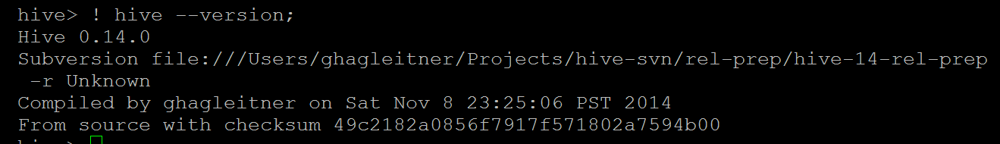 hive> ! hive --version;
Hive 0.14.0
Subversion file:///Users/ghagleitner/Projects/hive-svn/rel-prep/hive-14-rel-prep
-r Unknown
Compiled by ghagleitner on Sat Nov 8 23:25:06 PST 2014
From source with checksum 49c2182a0856f7917f571802a7594b00
hive>